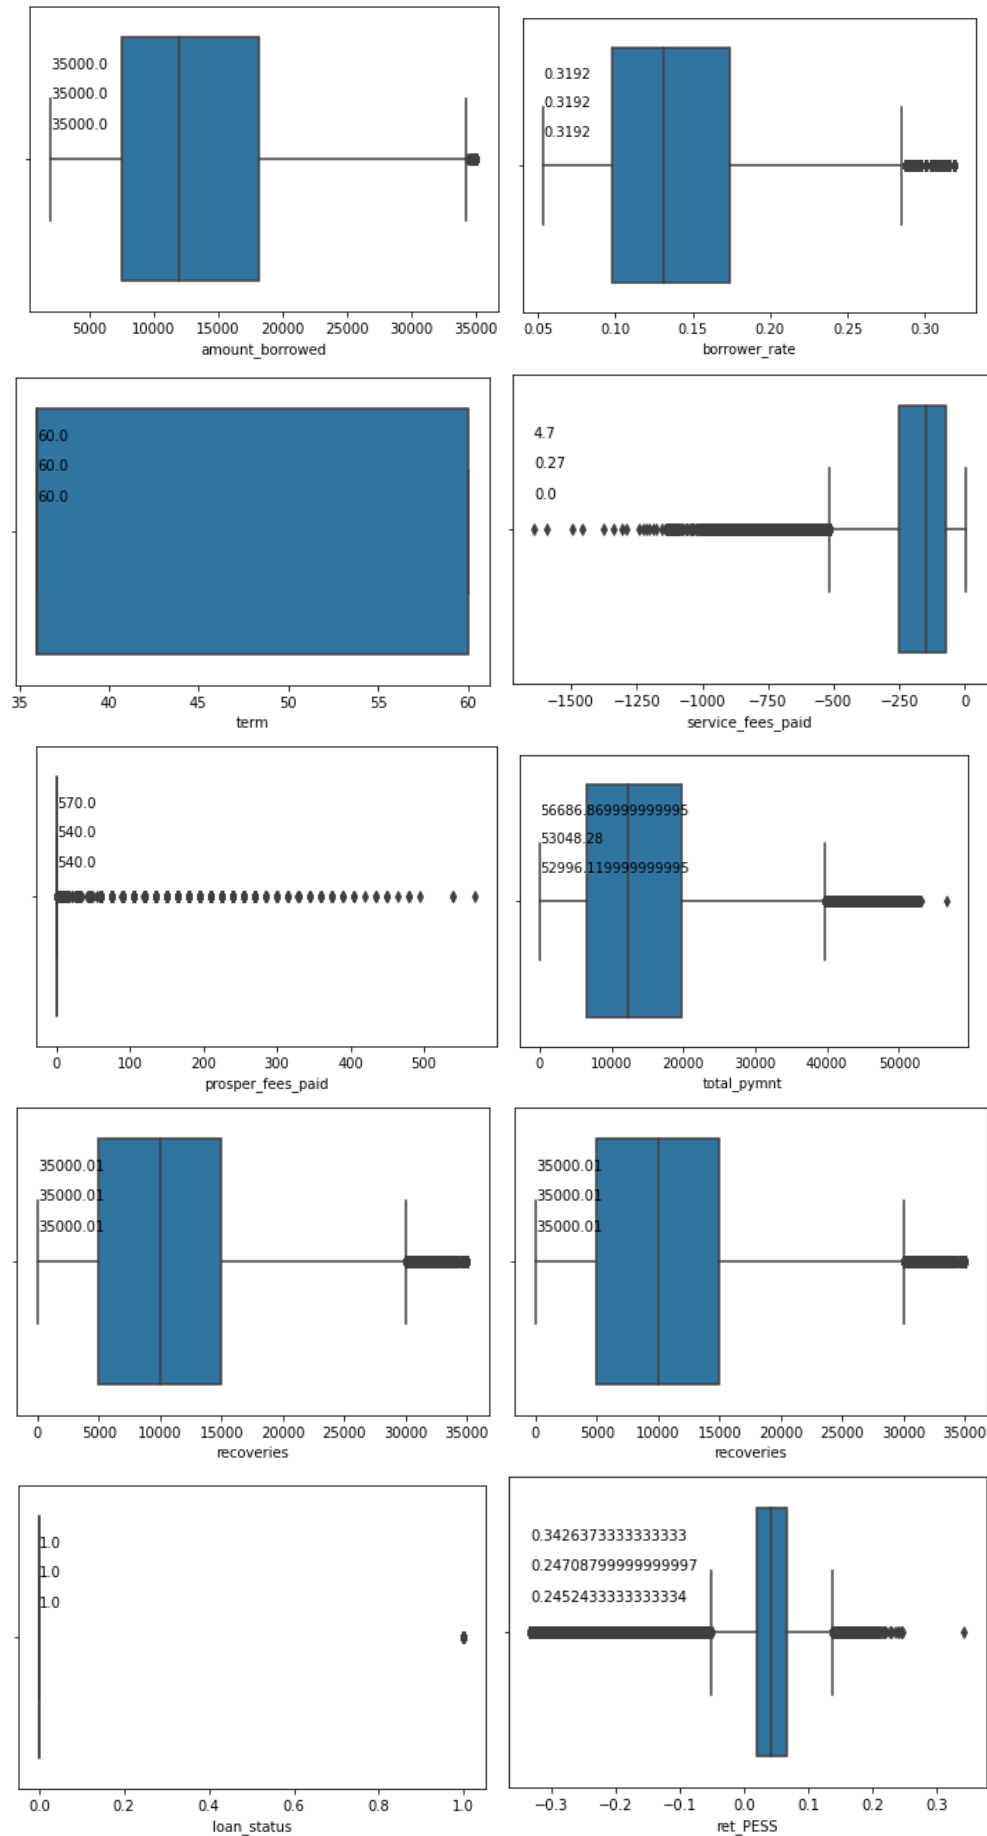 35000.0
35000.0
35000.0
5000 10000 15000 20000 25000 30000 35000
amount_borrowed
0.3192
0.3192
0.3192
0.05 0.10 0.15 0.20 0.25 0.30
borrower_rate
60.0
60.0
60.0
35 40 45 50 55 60
term
4.7
0.27
0.0
−1500 −1250 −1000 −750 −500 −250 0
service_fees_paid
570.0
540.0
540.0
0 100 200 300 400 500
prosper_fees_paid
56686.869999999995
53048.28
52996.119999999995
0 10000 20000 30000 40000 50000
total_pymnt
35000.01
35000.01
35000.01
0 5000 10000 15000 20000 25000 30000 35000
recoveries
35000.01
35000.01
35000.01
0 5000 10000 15000 20000 25000 30000 35000
recoveries
1.0
1.0
1.0
0.0 0.2 0.4 0.6 0.8 1.0
loan_status
0.3426373333333333
0.24708799999999997
0.2452433333333334
−0.3 −0.2 −0.1 0.0 0.1 0.2 0.3
ret_PESS